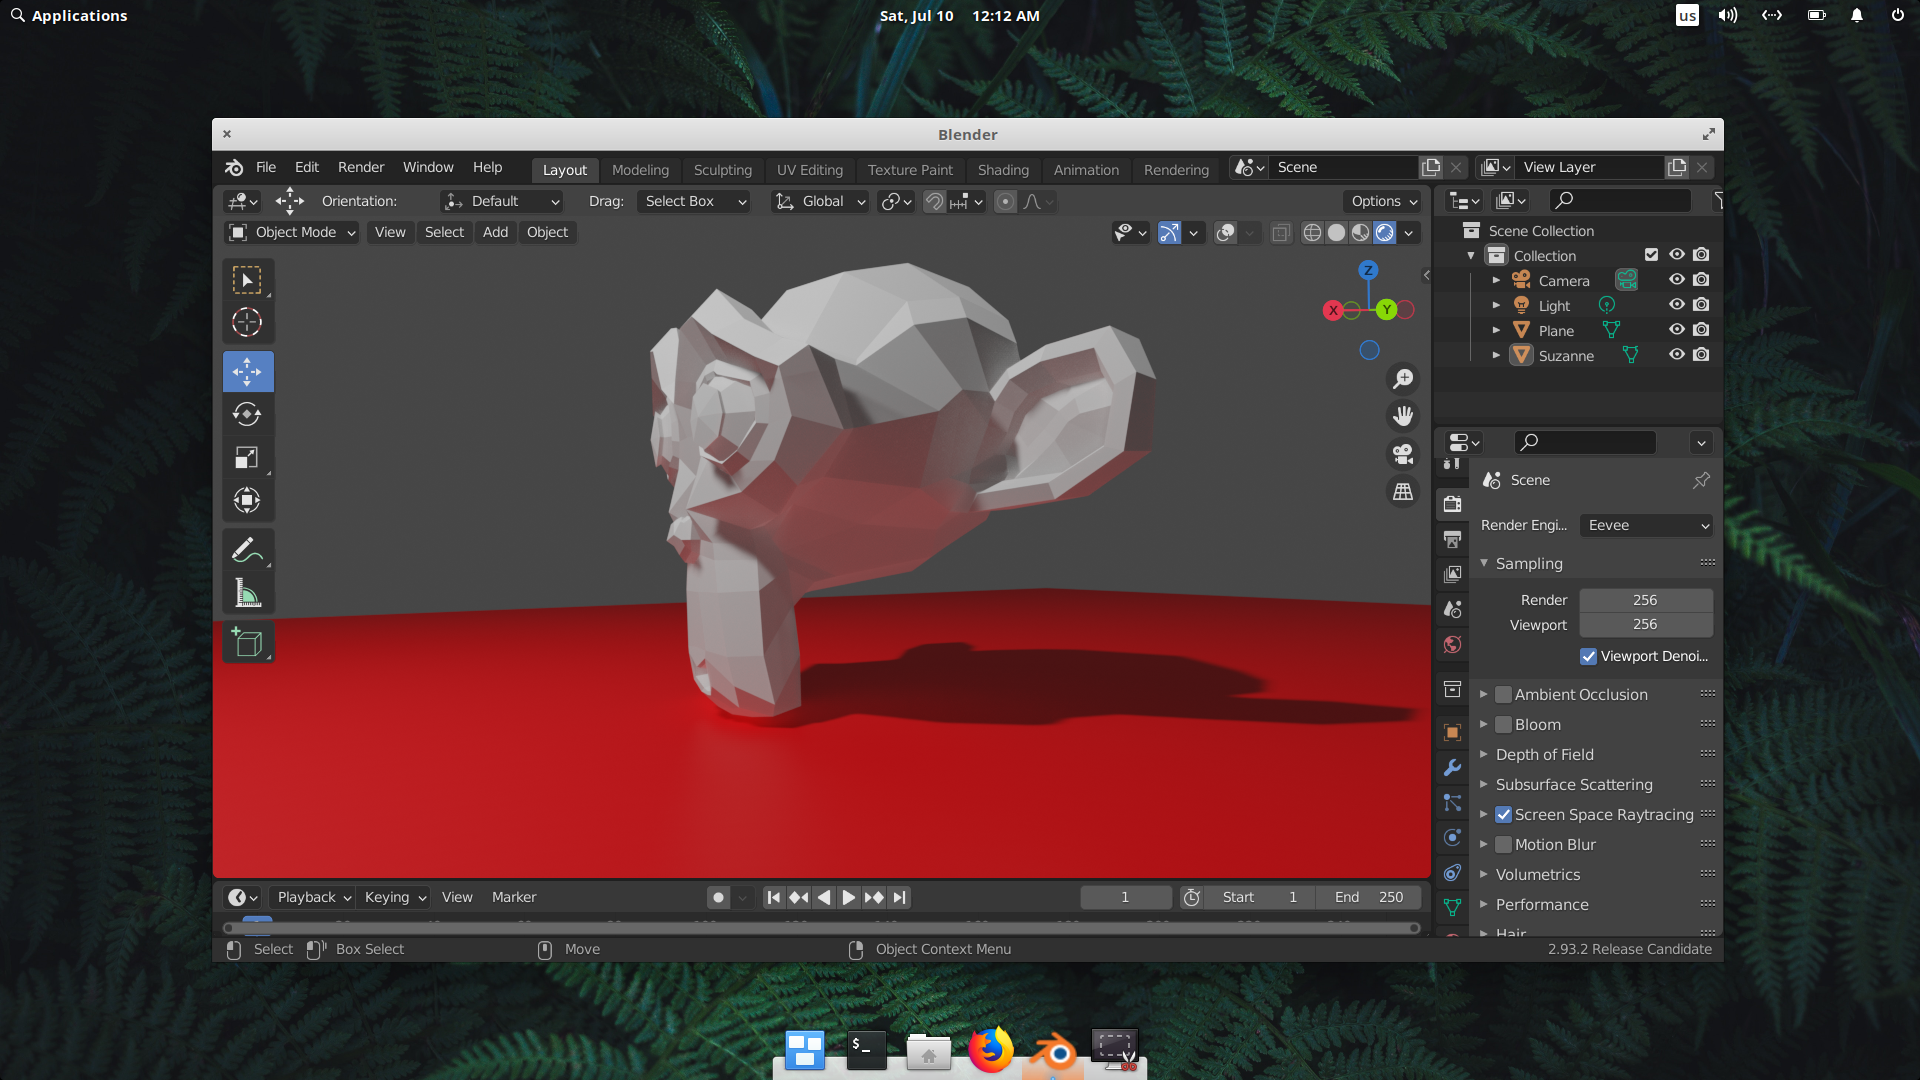 Applications
Sat, Jul 10 12:12 AM
us
Blender
File Edit Render Window Help
Layout Modeling Sculpting UV Editing Texture Paint Shading Animation Rendering
Scene
View Layer
Orientation: Default Drag: Select Box Global Options
Object Mode View Select Add Object
Z
X
Y
Scene Collection
Collection
Camera
Light
Plane
Suzanne
Scene
Render Engi... Eevee
Sampling
Render 256
Viewport 256
Viewport Denoi...
Ambient Occlusion
Bloom
Depth of Field
Subsurface Scattering
Screen Space Raytracing
Motion Blur
Volumetrics
Performance
Hair
Playback Keying View Marker
1
Start 1 End 250
Select Box Select Move Object Context Menu
2.93.2 Release Candidate
$_